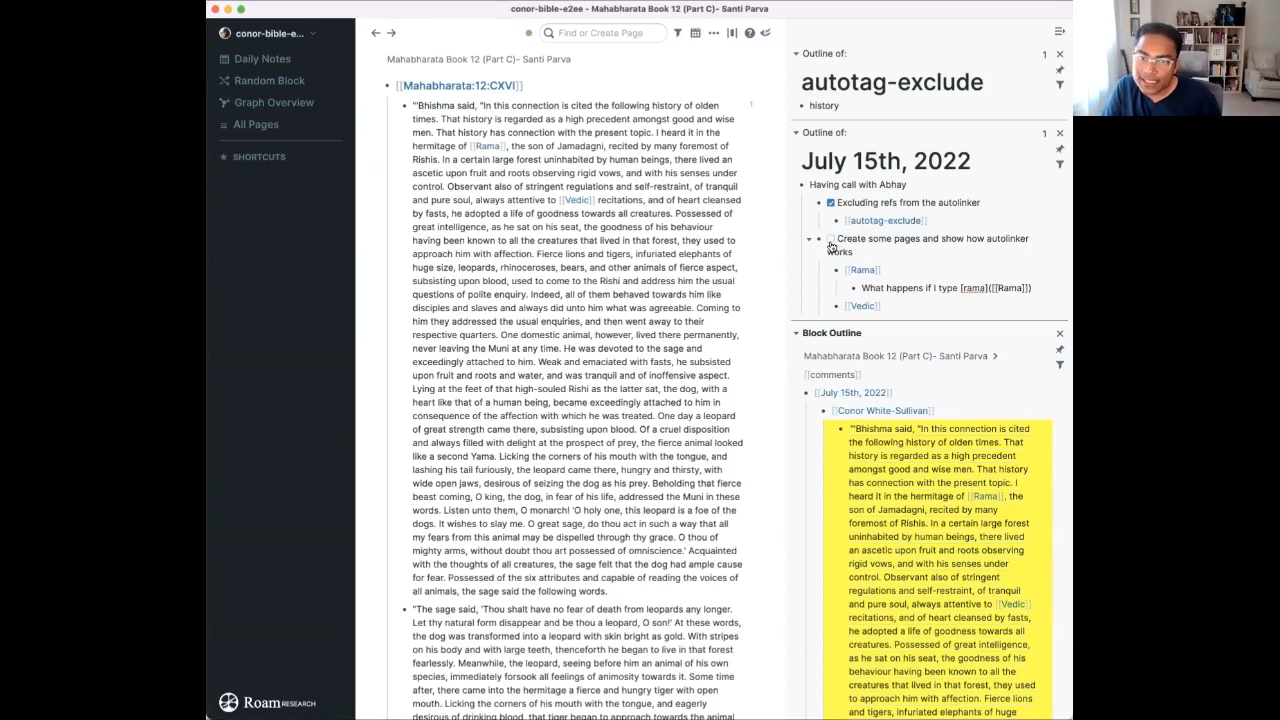 conor-bible-e2ee - Mahabharata Book 12 (Part C)- Santi Parva
conor-bible-e...
Daily Notes
Random Block
Graph Overview
All Pages
SHORTCUTS
Roam RESEARCH
Find or Create Page
Mahabharata Book 12 (Part C)- Santi Parva
[[Mahabharata:12:CXVI]]
"'Bhishma said, "In this connection is cited the following history of olden
times. That history is regarded as a high precedent amongst good and wise
men. That history has connection with the present topic. I heard it in the
hermitage of [[Rama]], the son of Jamadagni, recited by many foremost of
Rishis. In a certain large forest uninhabited by human beings, there lived an
ascetic upon fruit and roots observing rigid vows, and with his senses under
control. Observant also of stringent regulations and self-restraint, of tranquil
and pure soul, always attentive to [[Vedic]] recitations, and of heart cleansed
by fasts, he adopted a life of goodness towards all creatures. Possessed of
great intelligence, as he sat on his seat, the goodness of his behaviour
having been known to all the creatures that lived in that forest, they used to
approach him with affection. Fierce lions and tigers, infuriated elephants of
huge size, leopards, rhinoceroses, bears, and other animals of fierce aspect,
subsisting upon blood, used to come to the Rishi and address him the usual
questions of polite enquiry. Indeed, all of them behaved towards him like
disciples and slaves and always did unto him what was agreeable. Coming to
him they addressed the usual enquiries, and then went away to their
respective quarters. One domestic animal, however, lived there permanently,
never leaving the Muni at any time. He was devoted to the sage and
exceedingly attached to him. Weak and emaciated with fasts, he subsisted
upon fruit and roots and water, and was tranquil and of inoffensive aspect.
Lying at the feet of that high-souled Rishi as the latter sat, the dog, with a
heart like that of a human being, became exceedingly attached to him in
consequence of the affection with which he was treated. One day a leopard
of great strength came there, subsisting upon blood. Of a cruel disposition
and always filled with delight at the prospect of prey, the fierce animal looked
like a second Yama. Licking the corners of his mouth with the tongue, and
lashing his tail furiously, the leopard came there, hungry and thirsty, with
wide open jaws, desirous of seizing the dog as his prey. Beholding that fierce
beast coming, O king, the dog, in fear of his life, addressed the Muni in these
words. Listen unto them, O monarch! 'O holy one, this leopard is a foe of the
dogs. It wishes to slay me. O great sage, do thou act in such a way that all
my fears from this animal may be dispelled through thy grace. O thou of
mighty arms, without doubt thou art possessed of omniscience.' Acquainted
with the thoughts of all creatures, the sage felt that the dog had ample cause
for fear. Possessed of the six attributes and capable of reading the voices of
all animals, the sage said the following words.
1
"The sage said, 'Thou shalt have no fear of death from leopards any longer.
Let thy natural form disappear and be thou a leopard, O son!' At these words,
the dog was transformed into a leopard with skin bright as gold. With stripes
on his body and with large teeth, thenceforth he began to live in that forest
fearlessly. Meanwhile, the leopard, seeing before him an animal of his own
species, immediately forsook all feelings of animosity towards it. Some time
after, there came into the hermitage a fierce and hungry tiger with open
mouth. Licking the corners of his mouth with the tongue, and eagerly
desirous of drinking blood, that tiger began to approach towards the animal
Outline of:
1
autotag-exclude
history
Outline of:
1
July 15th, 2022
Having call with Abhay
Excluding refs from the autolinker
[[autotag-exclude]]
Create some pages and show how autolinker
works
[[Rama]]
What happens if I type [rama]([[Rama]])
[[Vedic]]
Block Outline
Mahabharata Book 12 (Part C)- Santi Parva
[[comments]]
[[July 15th, 2022]]
[[Conor White-Sullivan]]
"'Bhishma said, "In this connection is cited
the following history of olden times. That
history is regarded as a high precedent
amongst good and wise men. That history
has connection with the present topic. I
heard it in the hermitage of [[Rama]], the
son of Jamadagni, recited by many
foremost of Rishis. In a certain large forest
uninhabited by human beings, there lived
an ascetic upon fruit and roots observing
rigid vows, and with his senses under
control. Observant also of stringent
regulations and self-restraint, of tranquil
and pure soul, always attentive to [[Vedic]]
recitations, and of heart cleansed by fasts,
he adopted a life of goodness towards all
creatures. Possessed of great intelligence,
as he sat on his seat, the goodness of his
behaviour having been known to all the
creatures that lived in that forest, they used
to approach him with affection. Fierce lions
and tigers, infuriated elephants of huge